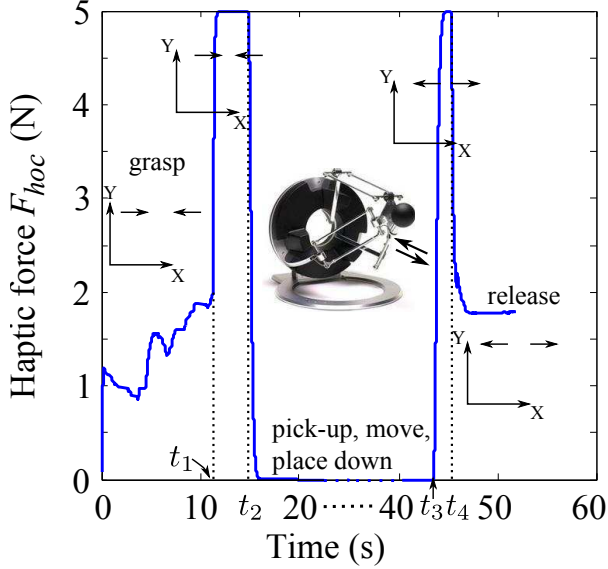 Haptic force F_hoc (N)
5
4
3
2
1
0
Y
X
grasp
Y
X
Y
X
release
Y
X
pick-up, move,
place down
t1
0
10
t2
20
......
40
t3
t4
50
60
Time (s)